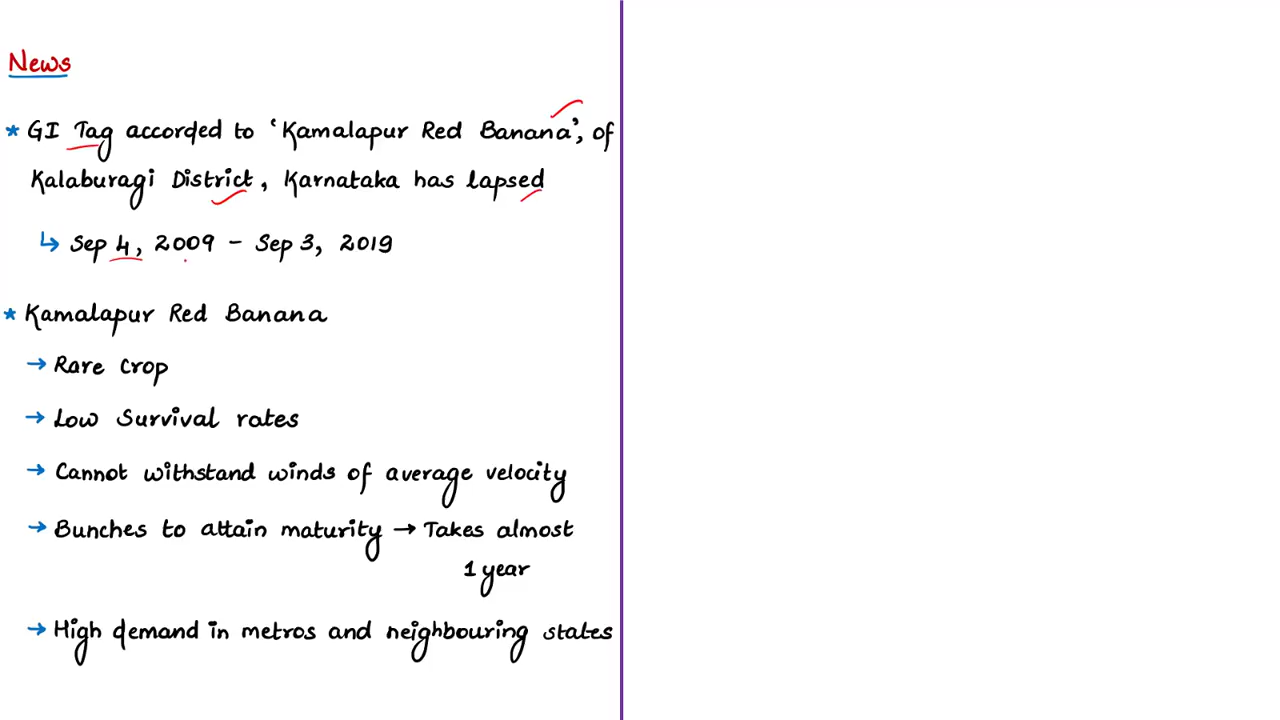 News
* GI Tag accorded to ‘Kamalapur Red Banana’, of
Kalaburagi District, Karnataka has lapsed
↳ Sep 4, 2009 – Sep 3, 2019
* Kamalapur Red Banana
→ Rare crop
→ Low Survival rates
→ Cannot withstand winds of average velocity
→ Bunches to attain maturity → Takes almost
1 year
→ High demand in metros and neighbouring states